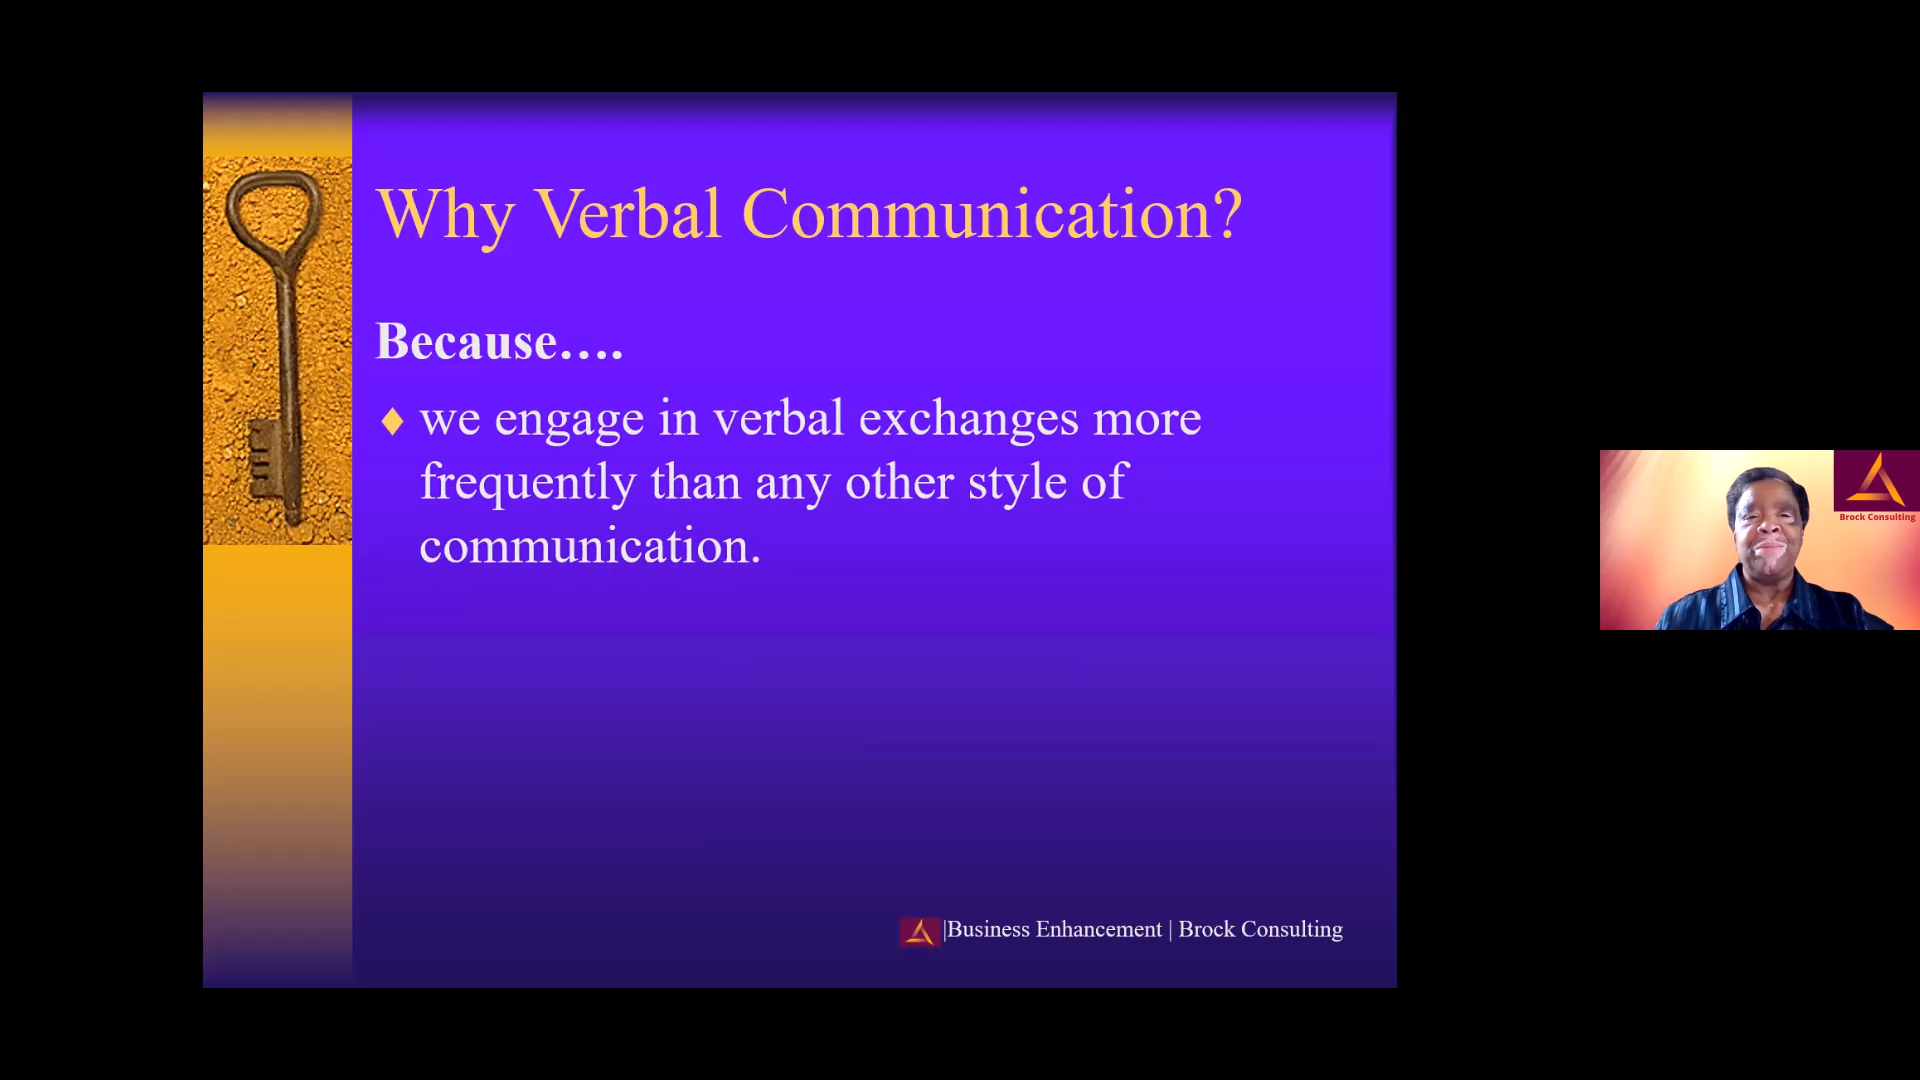 Why Verbal Communication?
Because….
we engage in verbal exchanges more
frequently than any other style of
communication.
|Business Enhancement | Brock Consulting
Brock Consulting